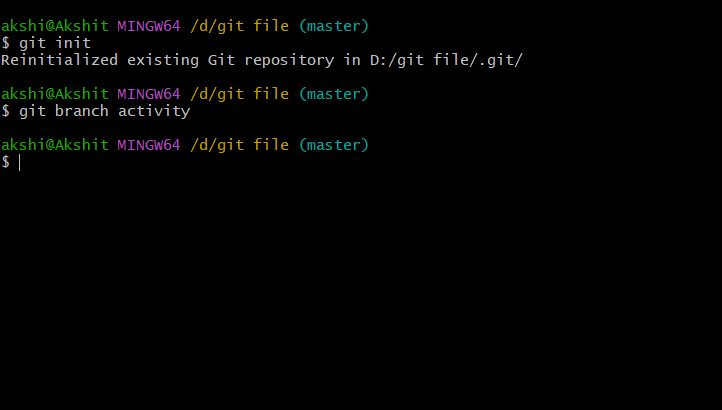 akshi@Akshit MINGW64 /d/git file (master)
$ git init
Reinitialized existing Git repository in D:/git file/.git/
akshi@Akshit MINGW64 /d/git file (master)
$ git branch activity
akshi@Akshit MINGW64 /d/git file (master)
$